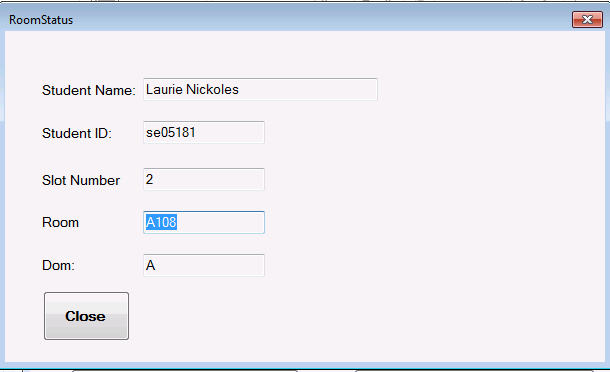 RoomStatus
Student Name: Laurie Nickoles
Student ID: se05181
Slot Number 2
Room A108
Dom: A
Close